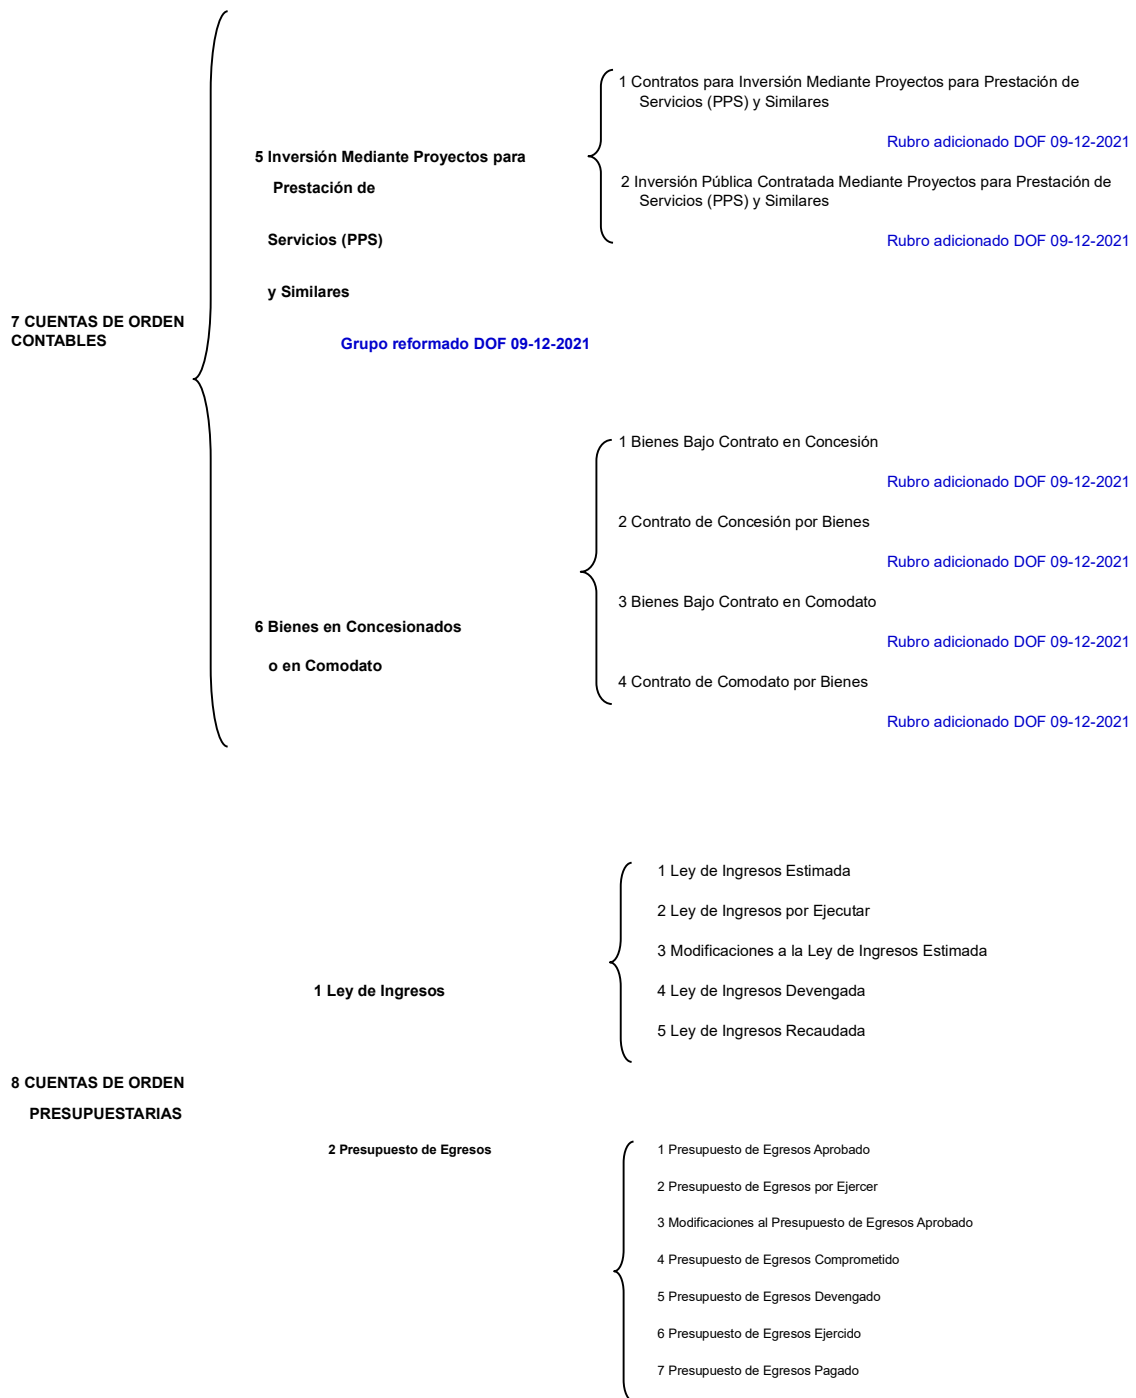 7 CUENTAS DE ORDEN
CONTABLES
5 Inversión Mediante Proyectos para
Prestación de
Servicios (PPS)
y Similares
Grupo reformado DOF 09-12-2021
1 Contratos para Inversión Mediante Proyectos para Prestación de
Servicios (PPS) y Similares
Rubro adicionado DOF 09-12-2021
2 Inversión Pública Contratada Mediante Proyectos para Prestación de
Servicios (PPS) y Similares
Rubro adicionado DOF 09-12-2021
6 Bienes en Concesionados
o en Comodato
1 Bienes Bajo Contrato en Concesión
Rubro adicionado DOF 09-12-2021
2 Contrato de Concesión por Bienes
Rubro adicionado DOF 09-12-2021
3 Bienes Bajo Contrato en Comodato
Rubro adicionado DOF 09-12-2021
4 Contrato de Comodato por Bienes
Rubro adicionado DOF 09-12-2021
8 CUENTAS DE ORDEN
PRESUPUESTARIAS
1 Ley de Ingresos
1 Ley de Ingresos Estimada
2 Ley de Ingresos por Ejecutar
3 Modificaciones a la Ley de Ingresos Estimada
4 Ley de Ingresos Devengada
5 Ley de Ingresos Recaudada
2 Presupuesto de Egresos
1 Presupuesto de Egresos Aprobado
2 Presupuesto de Egresos por Ejercer
3 Modificaciones al Presupuesto de Egresos Aprobado
4 Presupuesto de Egresos Comprometido
5 Presupuesto de Egresos Devengado
6 Presupuesto de Egresos Ejercido
7 Presupuesto de Egresos Pagado